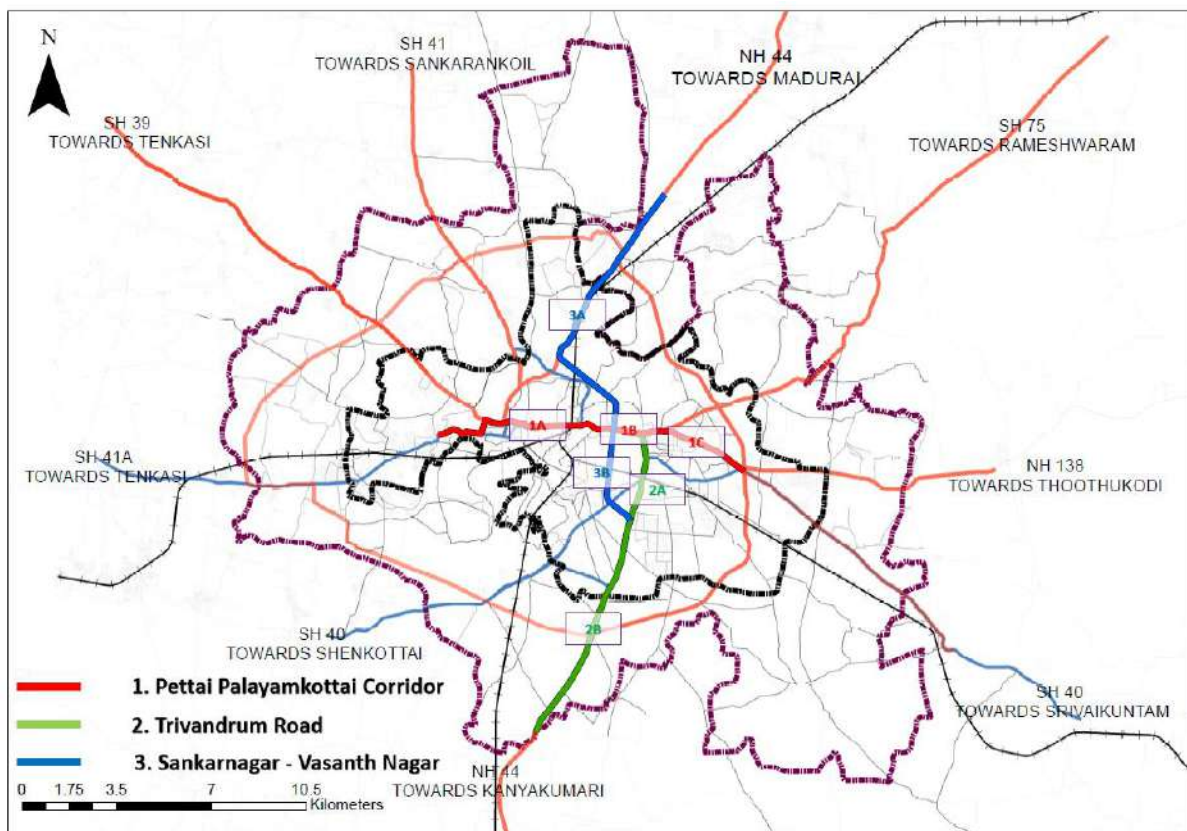 N
SH 41
TOWARDS SANKARANKOIL
NH 44
TOWARDS MADURAI
SH 39
TOWARDS TENKASI
SH 75
TOWARDS RAMESHWARAM
3A
1A
1B
1C
SH 41A
TOWARDS TENKASI
3B
2A
NH 138
TOWARDS THOOTHUKODI
2B
SH 40
TOWARDS SHENKOTTAI
SH 40
TOWARDS SRIVAIKUNTAM
1. Pettai Palayamkottai Corridor
2. Trivandrum Road
3. Sankarnagar - Vasanth Nagar
NH 44
TOWARDS KANYAKUMARI
0 1.75 3.5 7 10.5
Kilometers